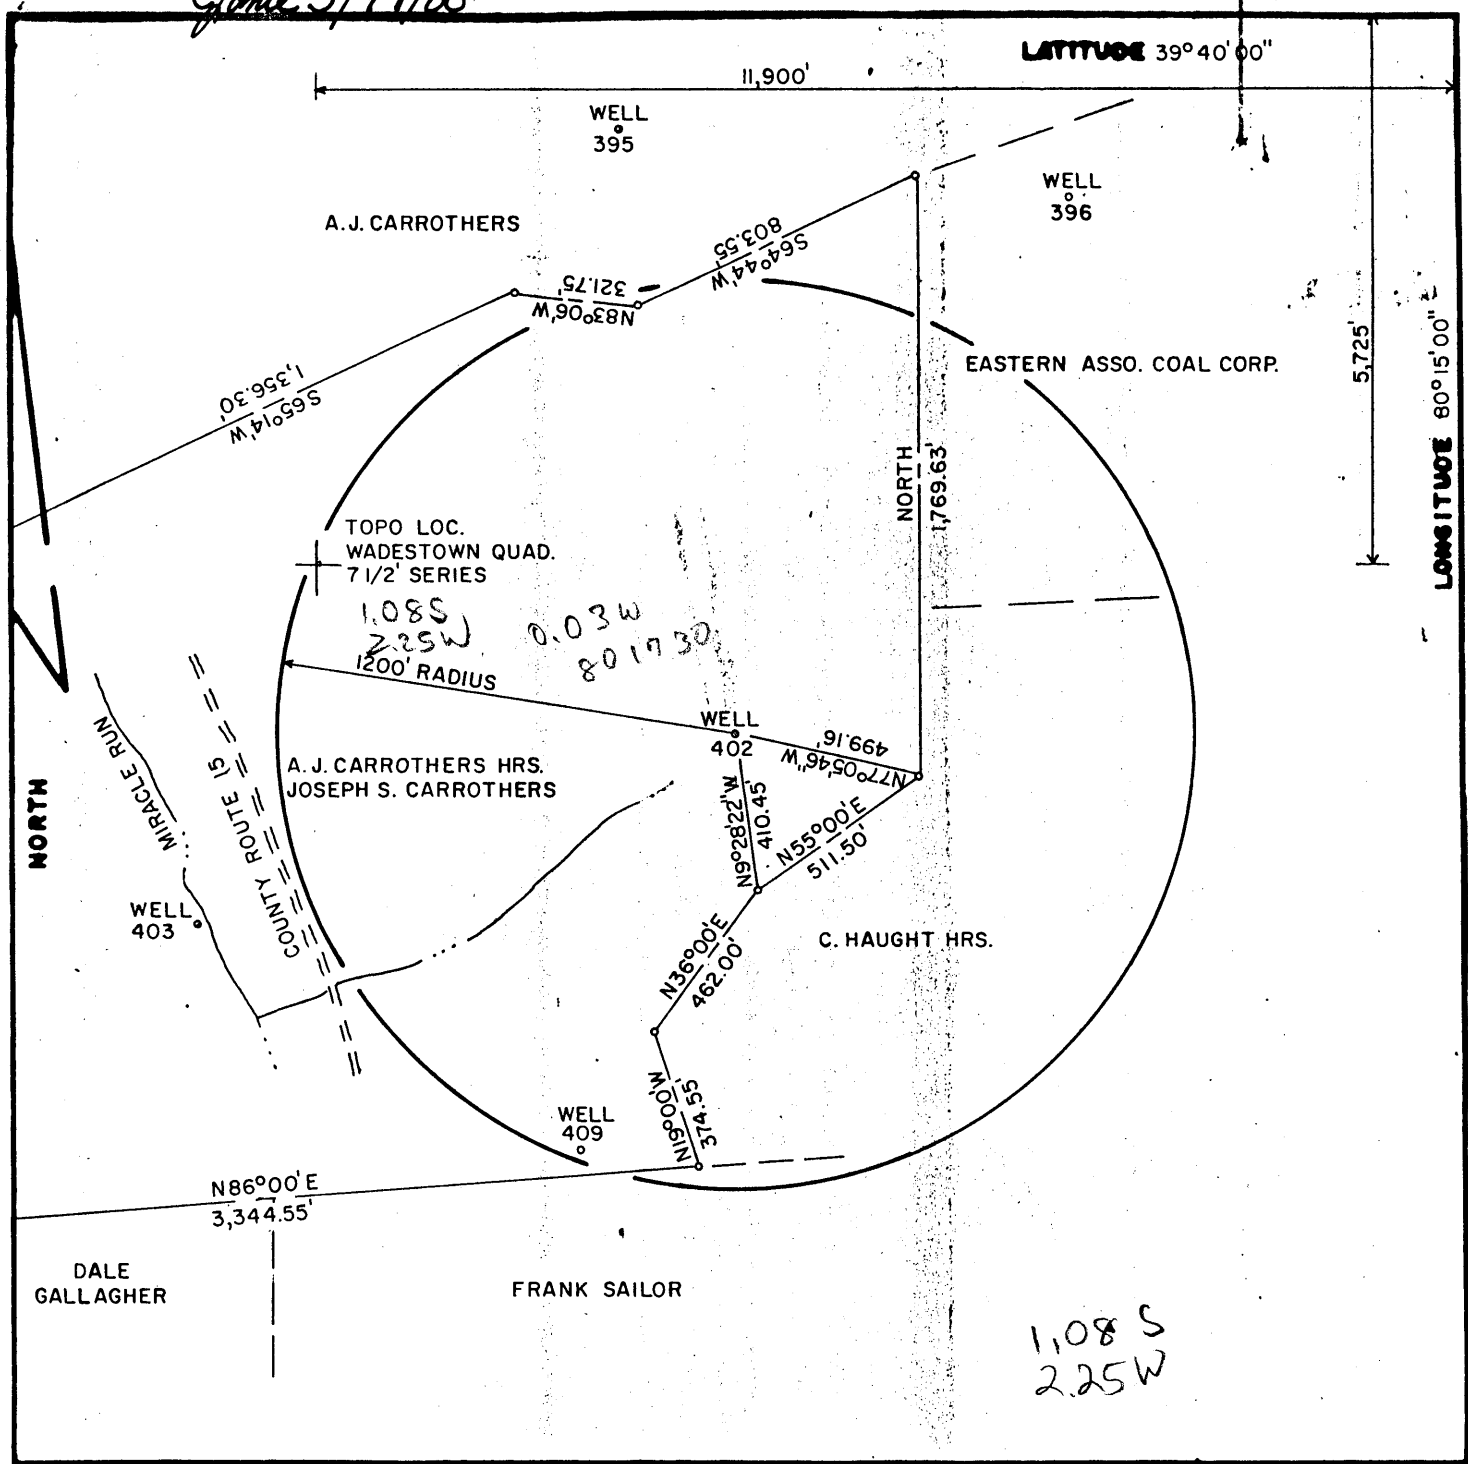 LATITUDE 39°40'00"
11,900'
WELL
395
WELL
396
A.J. CARROTHERS
803.55'
S64°44'W
321.75'
N83°06'W
5,725'
LONGITUDE 80°15'00"
EASTERN ASSO. COAL CORP.
1,356.30'
S65°14'W
NORTH
1,769.63'
TOPO LOC.
WADESTOWN QUAD.
7 1/2' SERIES
1.08S
2.25W
0.03W
801730
1200' RADIUS
WELL
402
499.16'
N77°05'46"W
MIRACLE RUN
COUNTY ROUTE 15
A.J. CARROTHERS HRS.
JOSEPH S. CARROTHERS
NORTH
N9°28'22"W
410.45'
N55°00'E
511.50'
WELL
403
C. HAUGHT HRS.
N36°00'E
462.00'
N19°00'W
374.55'
WELL
409
N86°00'E
3,344.55'
DALE
GALLAGHER
FRANK SAILOR
1,08 S
2.25W